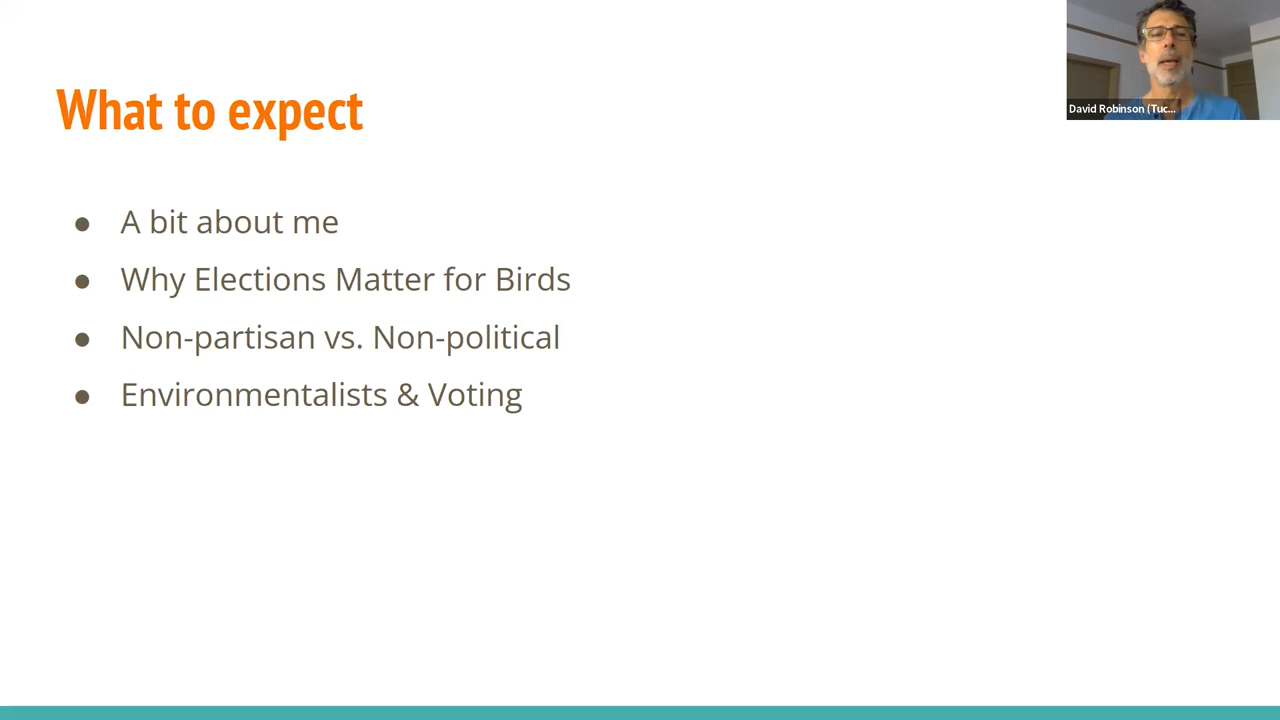 What to expect
● A bit about me
● Why Elections Matter for Birds
● Non-partisan vs. Non-political
● Environmentalists & Voting
David Robinson (Tuc...